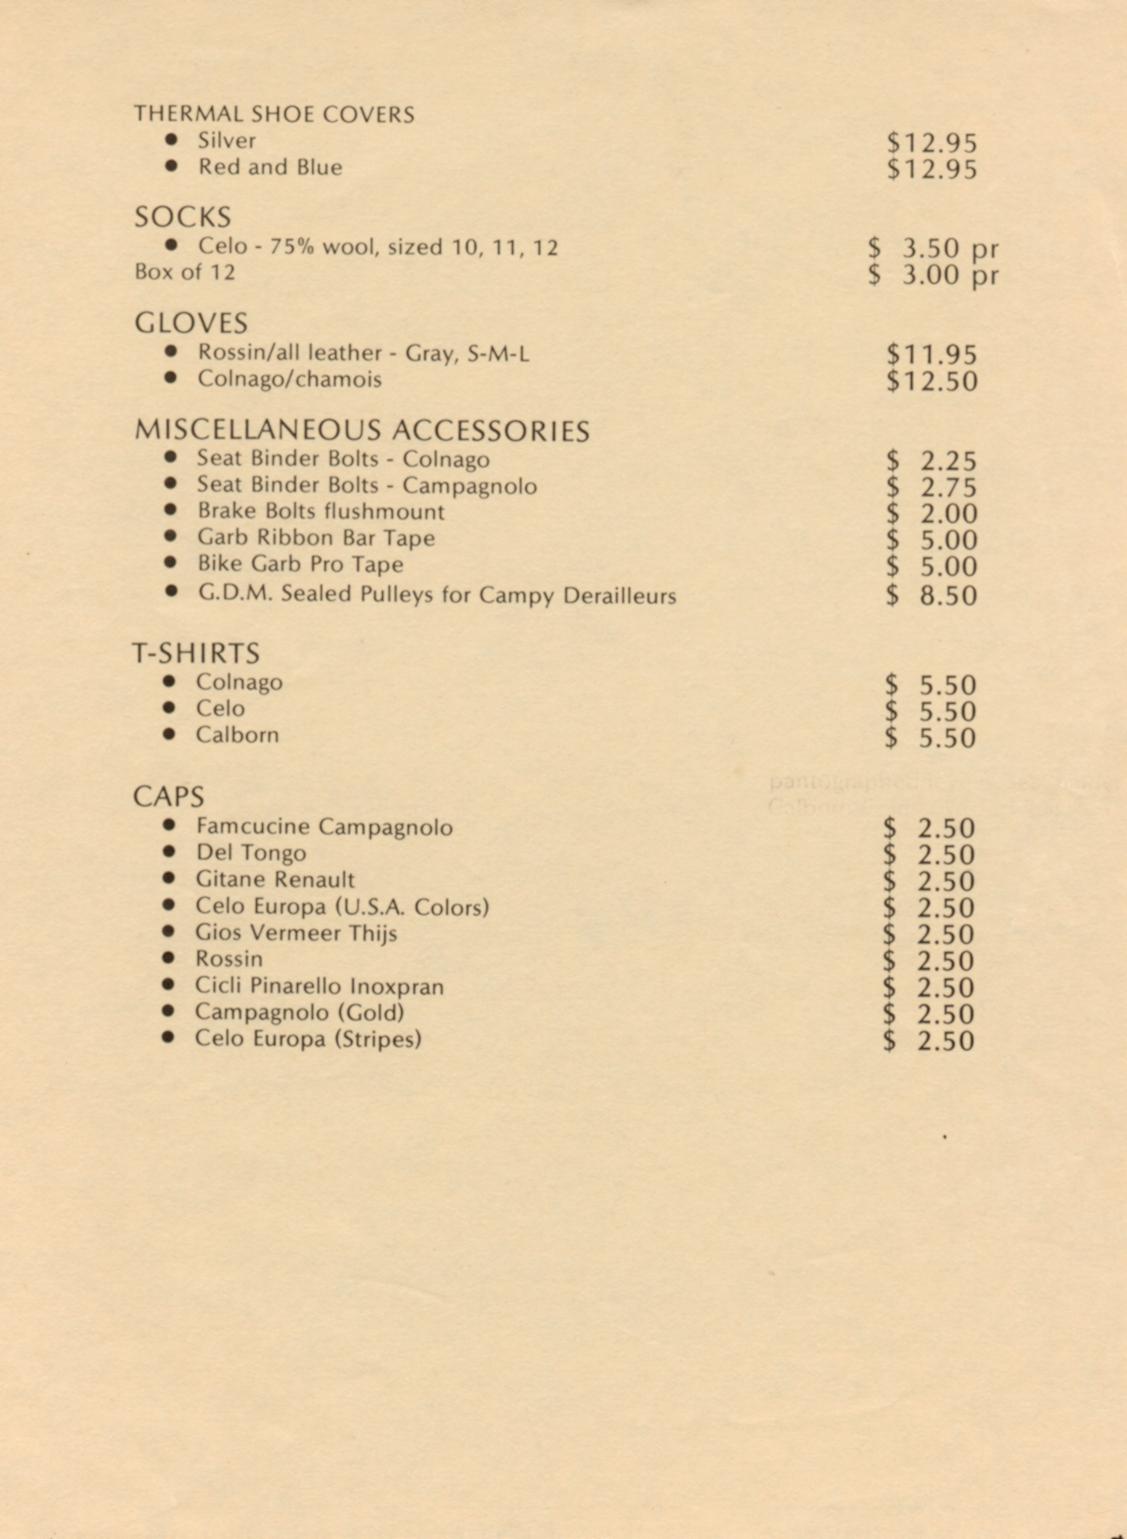 THERMAL SHOE COVERS
● Silver $12.95
● Red and Blue $12.95
SOCKS
● Celo - 75% wool, sized 10, 11, 12 $ 3.50 pr
Box of 12 $ 3.00 pr
GLOVES
● Rossin/all leather - Gray, S-M-L $11.95
● Colnago/chamois $12.50
MISCELLANEOUS ACCESSORIES
● Seat Binder Bolts - Colnago $ 2.25
● Seat Binder Bolts - Campagnolo $ 2.75
● Brake Bolts flushmount $ 2.00
● Garb Ribbon Bar Tape $ 5.00
● Bike Garb Pro Tape $ 5.00
● G.D.M. Sealed Pulleys for Campy Derailleurs $ 8.50
T-SHIRTS
● Colnago $ 5.50
● Celo $ 5.50
● Calborn $ 5.50
CAPS
● Famcucine Campagnolo $ 2.50
● Del Tongo $ 2.50
● Gitane Renault $ 2.50
● Celo Europa (U.S.A. Colors) $ 2.50
● Gios Vermeer Thijs $ 2.50
● Rossin $ 2.50
● Cicli Pinarello Inoxpran $ 2.50
● Campagnolo (Gold) $ 2.50
● Celo Europa (Stripes) $ 2.50